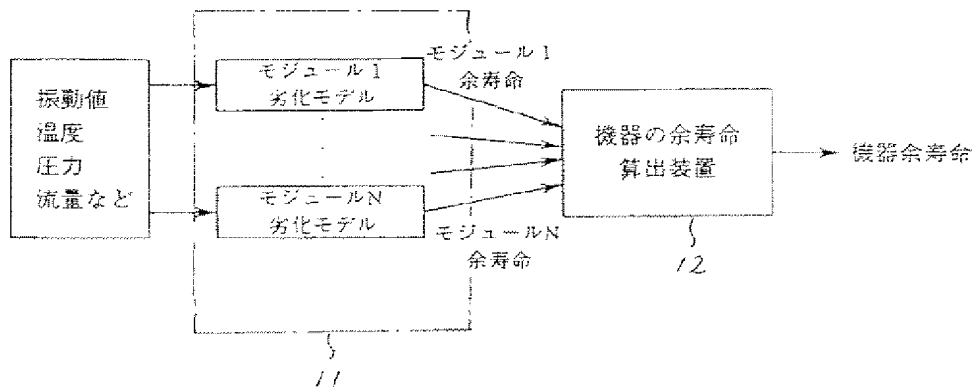 振動値
温度
圧力
流量など
モジュール1
劣化モデル
モジュールN
劣化モデル
モジュール1
余寿命
モジュールN
余寿命
機器の余寿命
算出装置
機器余寿命
11
12